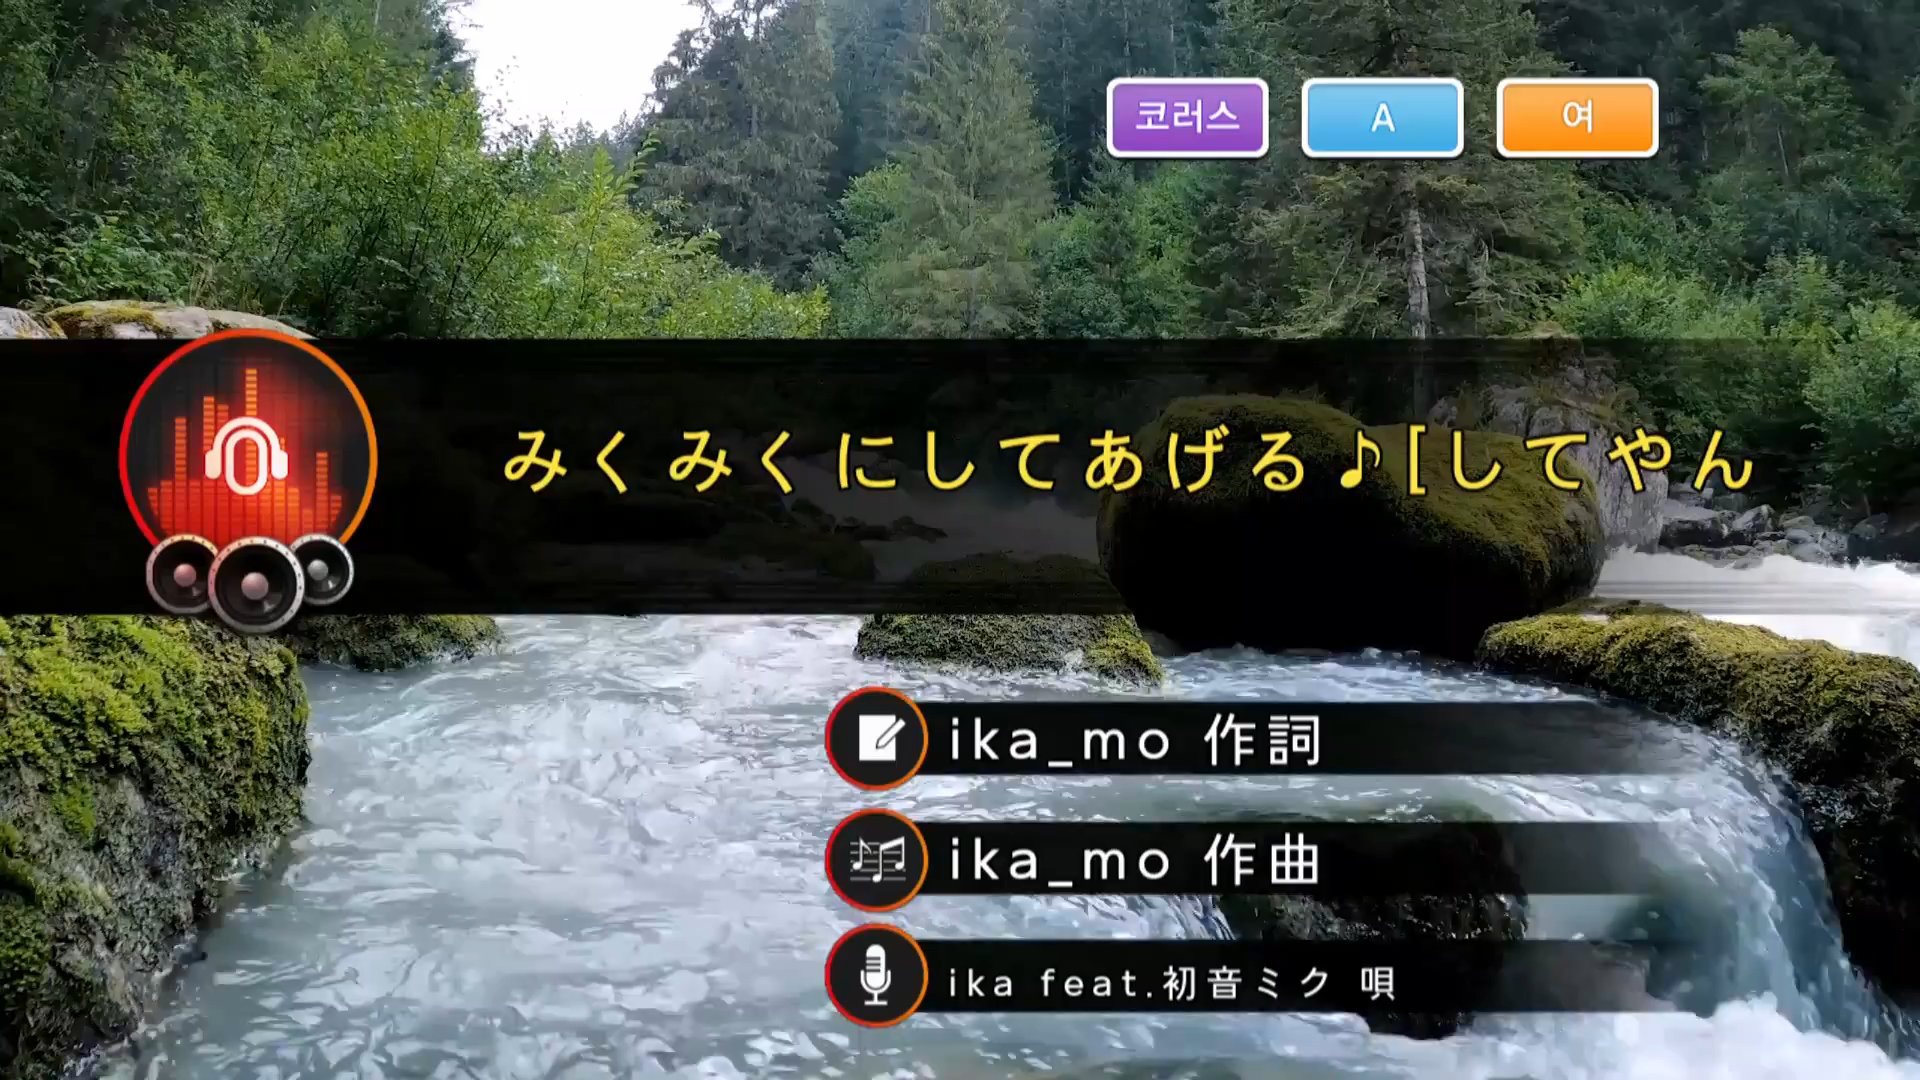 코러스 A 여
みくみくにしてあげる♪[してやん
ika_mo 作詞
ika_mo 作曲
ika feat.初音ミク 唄